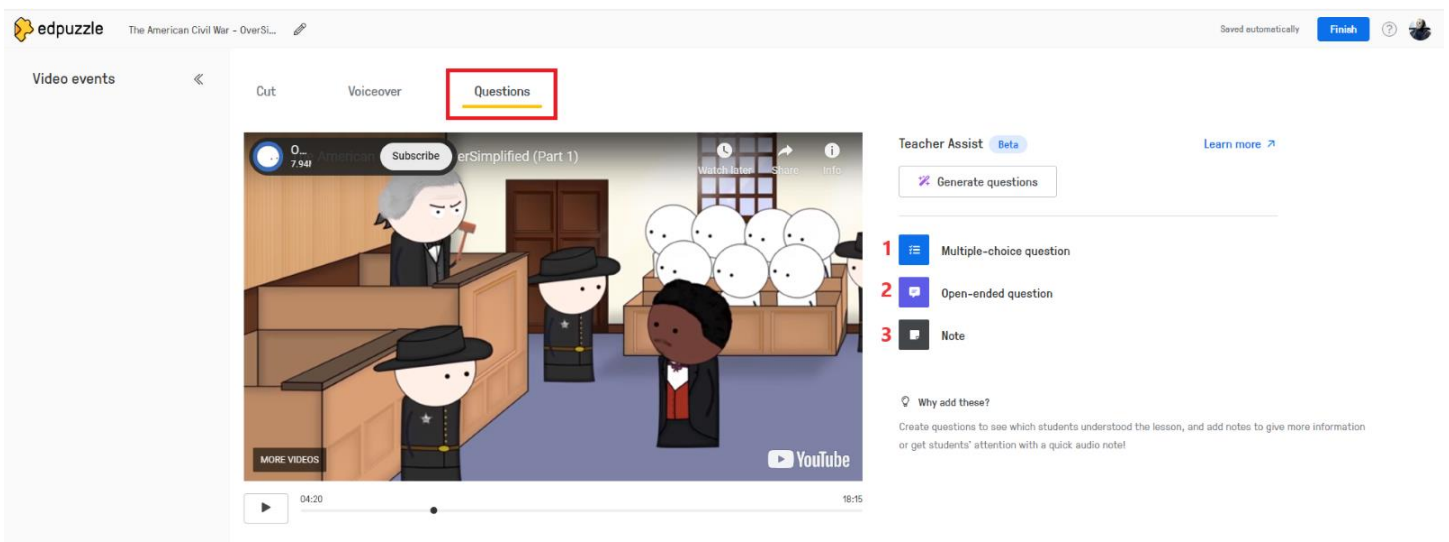 edpuzzle
The American Civil War - OverSi...
Saved automatically
Finish
?
Video events
Cut
Voiceover
Questions
O...
7.94
American
Subscribe
erSimplified (Part 1)
Watch later
Share
Info
MORE VIDEOS
YouTube
04:20
18:15
Teacher Assist
Beta
Learn more
Generate questions
1 Multiple-choice question
2 Open-ended question
3 Note
Why add these?
Create questions to see which students understood the lesson, and add notes to give more information
or get students' attention with a quick audio note!